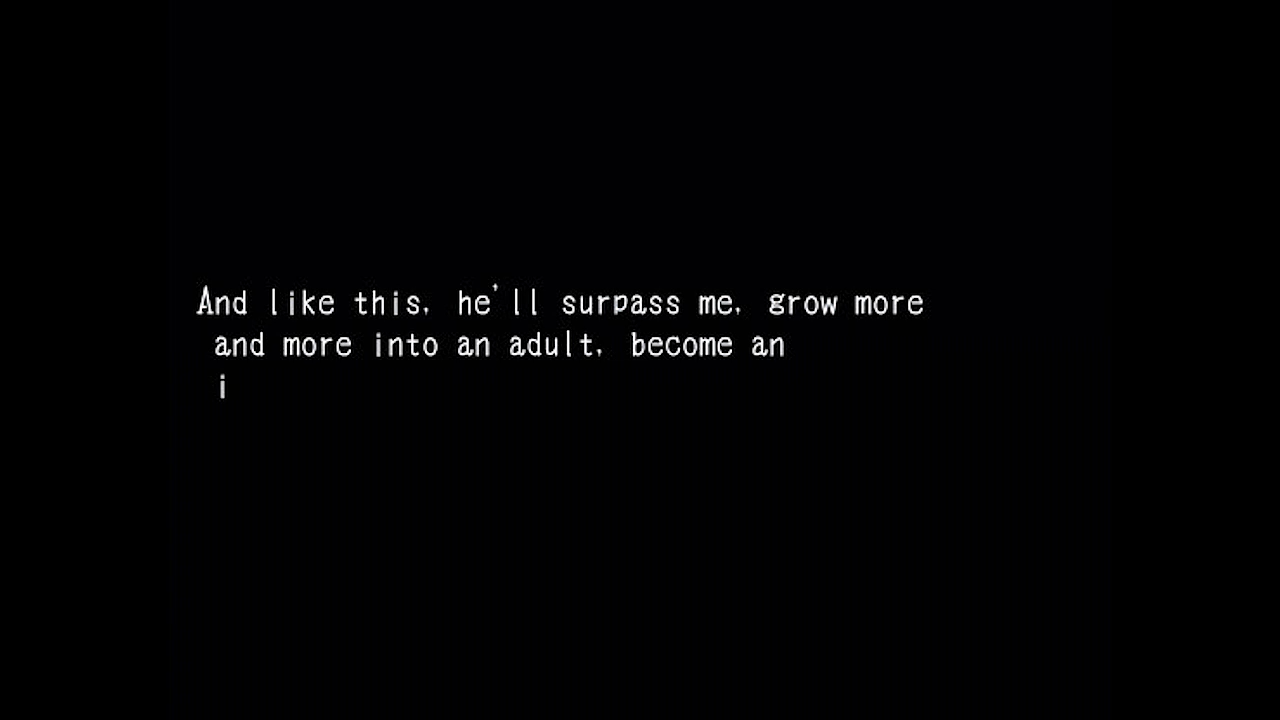 And like this, he'll surpass me, grow more
and more into an adult, become an
i